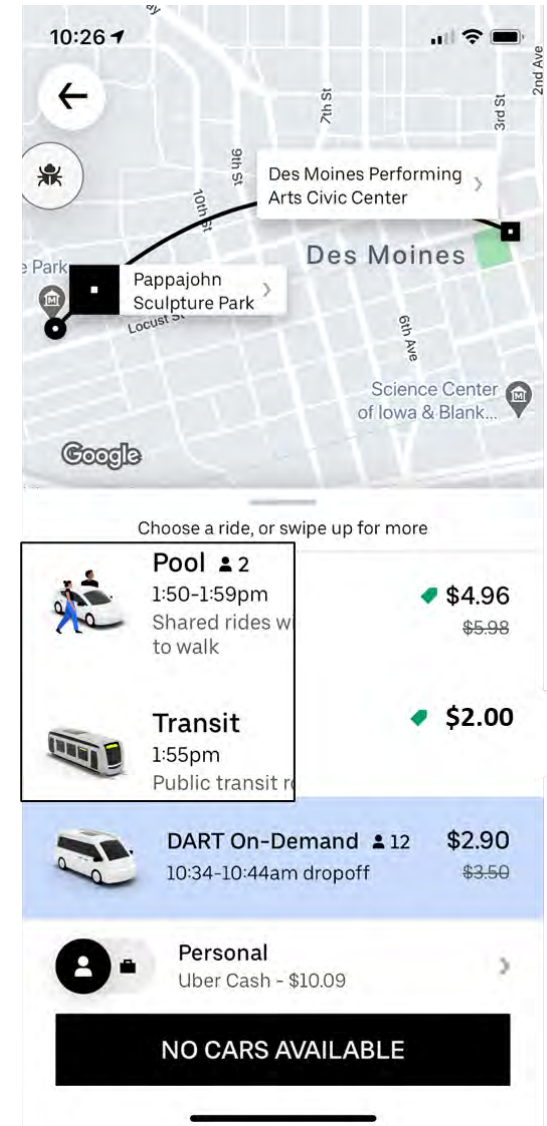 10:26
ay
2nd Ave
7th St
3rd St
9th St
10th St
Des Moines Performing
Arts Civic Center
Des Moines
e Park
Pappajohn
Sculpture Park
Locust St
6th Ave
Science Center
of Iowa & Blank...
Google
Choose a ride, or swipe up for more
Pool 2
1:50-1:59pm
$4.96
Shared rides w
$5.98
to walk
Transit
$2.00
1:55pm
Public transit r
DART On-Demand 12
$2.90
10:34-10:44am dropoff
$3.50
Personal
Uber Cash - $10.09
NO CARS AVAILABLE